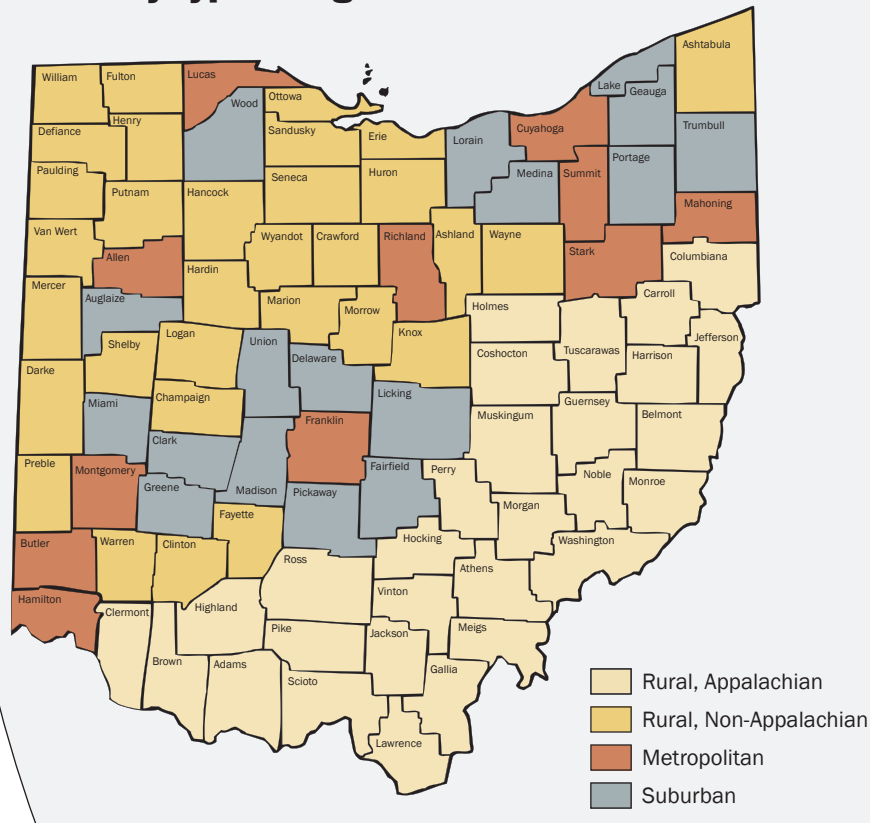 William
Fulton
Lucas
Wood
Ottowa
Ashtabula
Lake
Geauga
Defiance
Henry
Sandusky
Erie
Lorain
Cuyahoga
Trumbull
Paulding
Putnam
Hancock
Seneca
Huron
Medina
Summit
Portage
Mahoning
Van Wert
Allen
Wyandot
Crawford
Richland
Ashland
Wayne
Stark
Columbiana
Mercer
Auglaize
Hardin
Marion
Morrow
Holmes
Carroll
Jefferson
Shelby
Logan
Union
Delaware
Knox
Coshocton
Tuscarawas
Harrison
Darke
Miami
Champaign
Licking
Muskingum
Guernsey
Belmont
Clark
Franklin
Preble
Montgomery
Greene
Madison
Pickaway
Fairfield
Perry
Noble
Monroe
Fayette
Morgan
Butler
Warren
Clinton
Ross
Hocking
Athens
Washington
Hamilton
Clermont
Highland
Vinton
Pike
Jackson
Meigs
Brown
Adams
Scioto
Gallia
Lawrence
Rural, Appalachian
Rural, Non-Appalachian
Metropolitan
Suburban